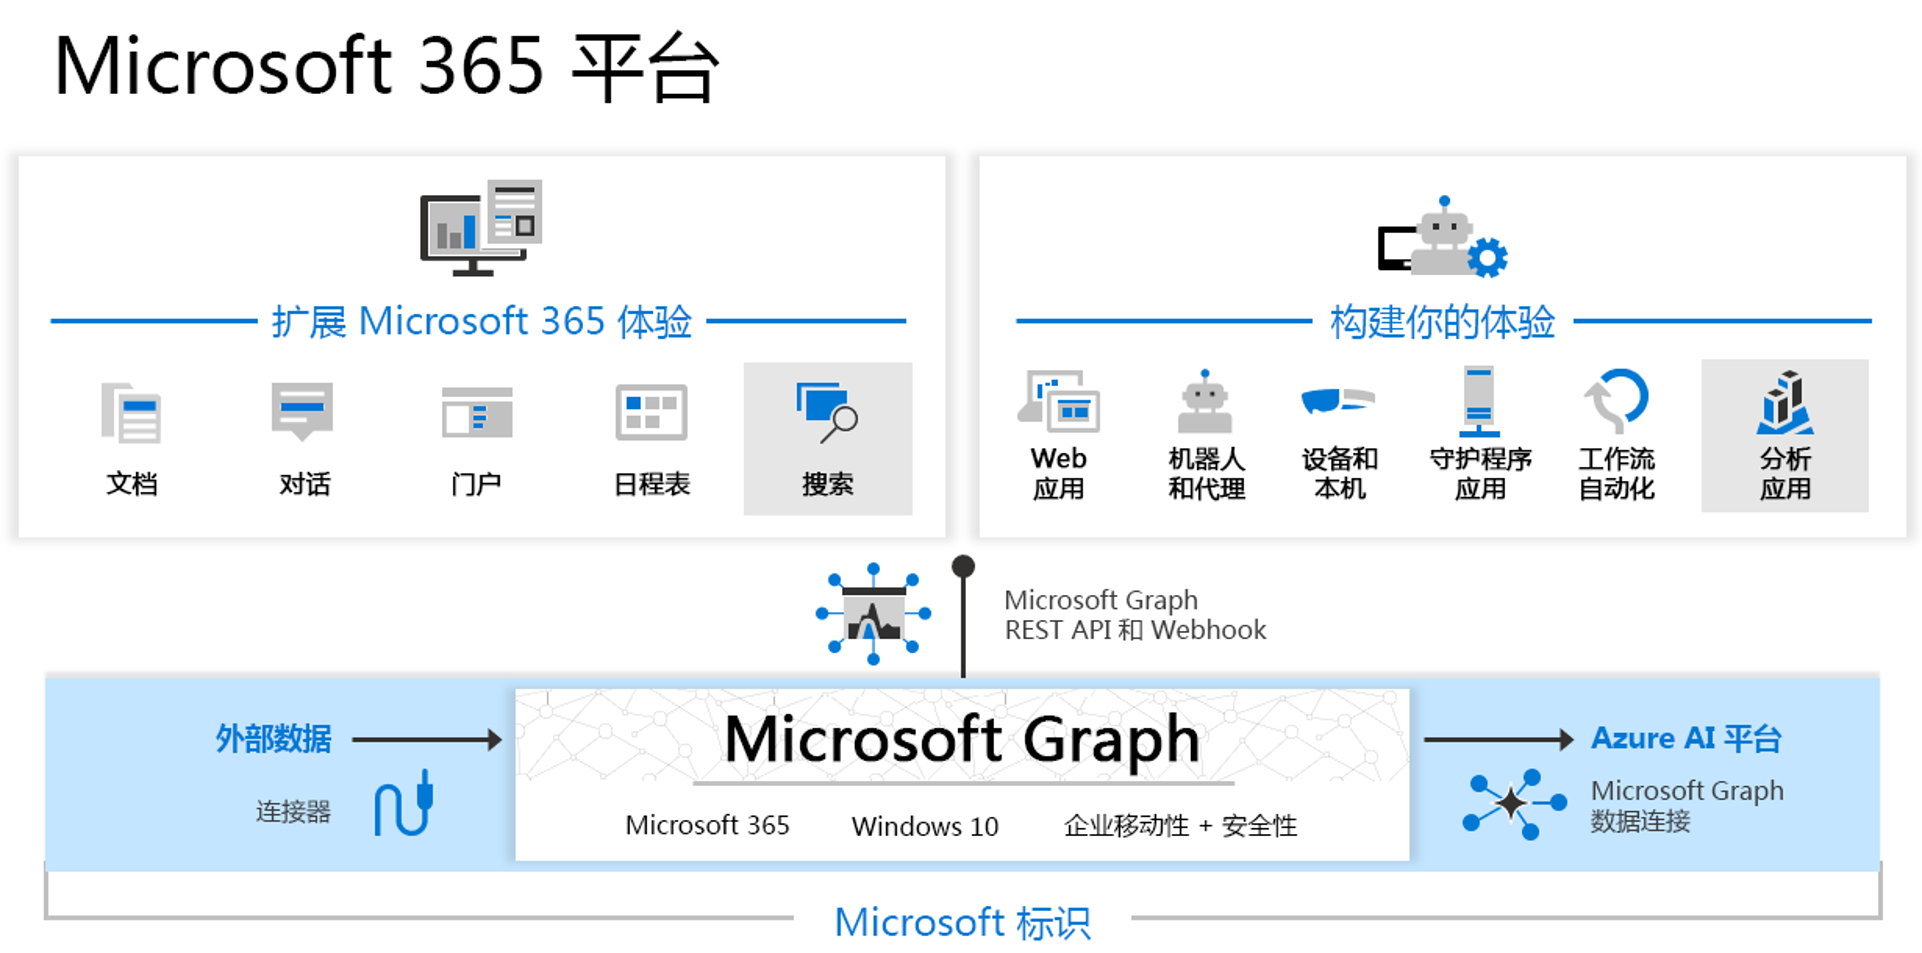 Microsoft 365 平台
扩展 Microsoft 365 体验
文档
对话
门户
日程表
搜索
构建你的体验
Web
应用
机器人
和代理
设备和
本机
守护程序
应用
工作流
自动化
分析
应用
Microsoft Graph
REST API 和 Webhook
外部数据
连接器
Microsoft Graph
Microsoft 365
Windows 10
企业移动性 + 安全性
Azure AI 平台
Microsoft Graph
数据连接
Microsoft 标识